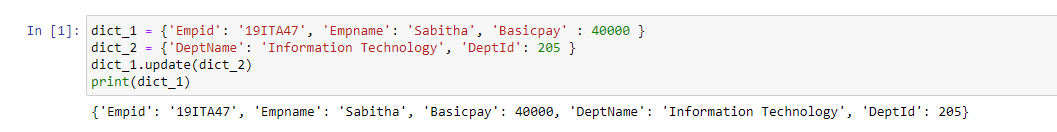 In [1]: dict_1 = {'Empid': '19ITA47', 'Empname': 'Sabitha', 'Basicpay' : 40000 }
dict_2 = {'DeptName': 'Information Technology', 'DeptId': 205 }
dict_1.update(dict_2)
print(dict_1)
{'Empid': '19ITA47', 'Empname': 'Sabitha', 'Basicpay': 40000, 'DeptName': 'Information Technology', 'DeptId': 205}